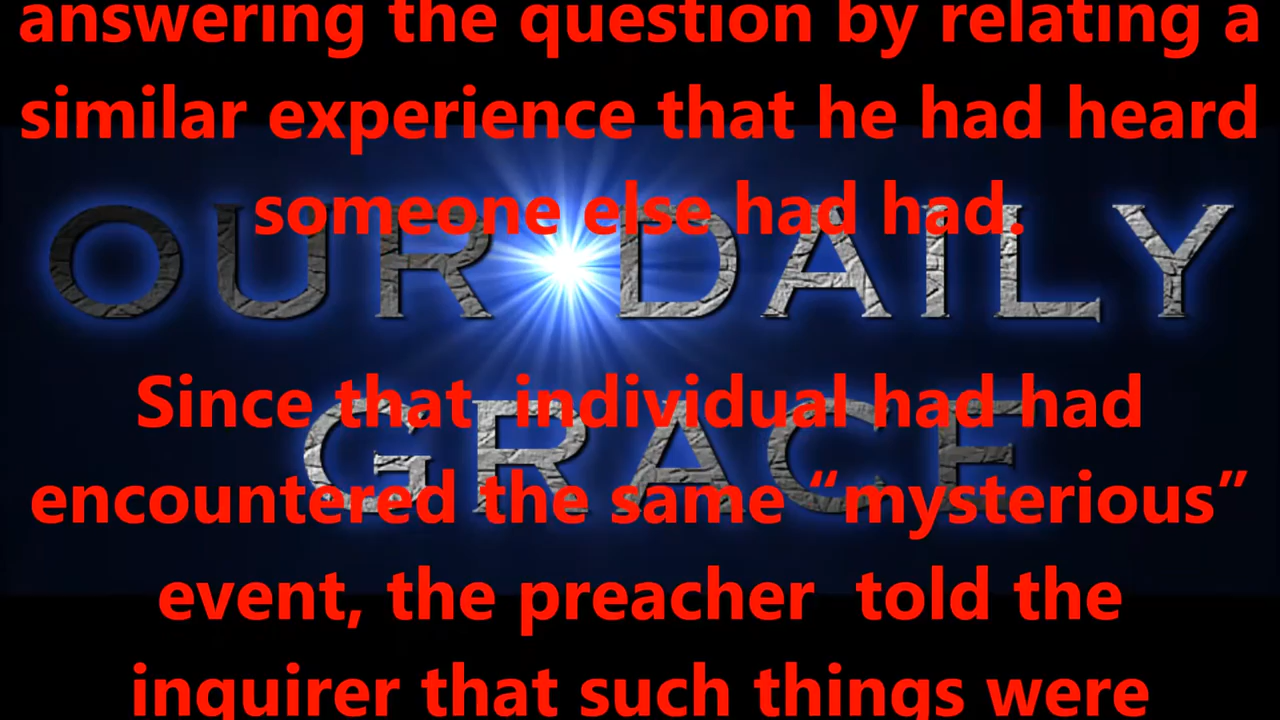 answering the question by relating a
similar experience that he had heard
someone else had had.
OUR DAILY
Since that  individual had had
GRACE
encountered the same “mysterious”
event, the preacher  told the
inquirer that such things were